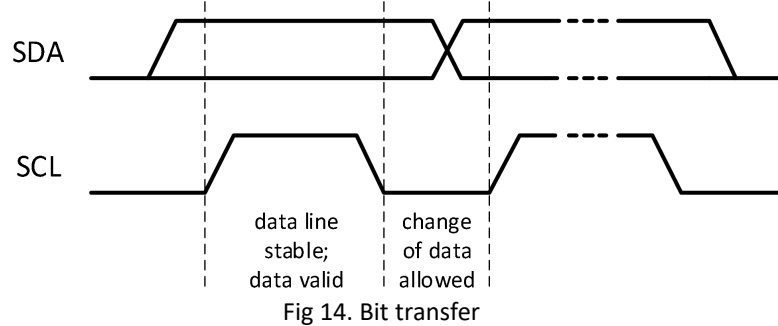 SDA
SCL
data line
stable;
data valid
change
of data
allowed
Fig 14. Bit transfer